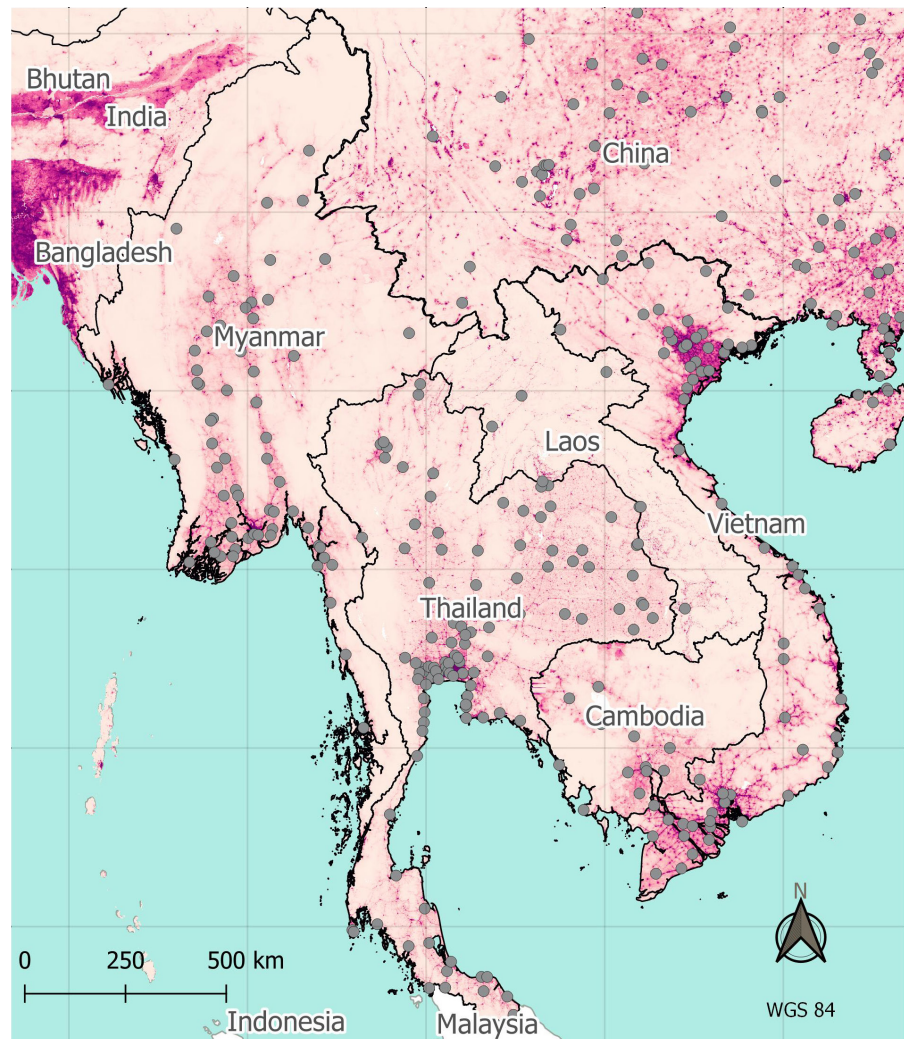 Bhutan
India
China
Bangladesh
Myanmar
Laos
Vietnam
Thailand
Cambodia
N
0 250 500 km
WGS 84
Indonesia
Malaysia